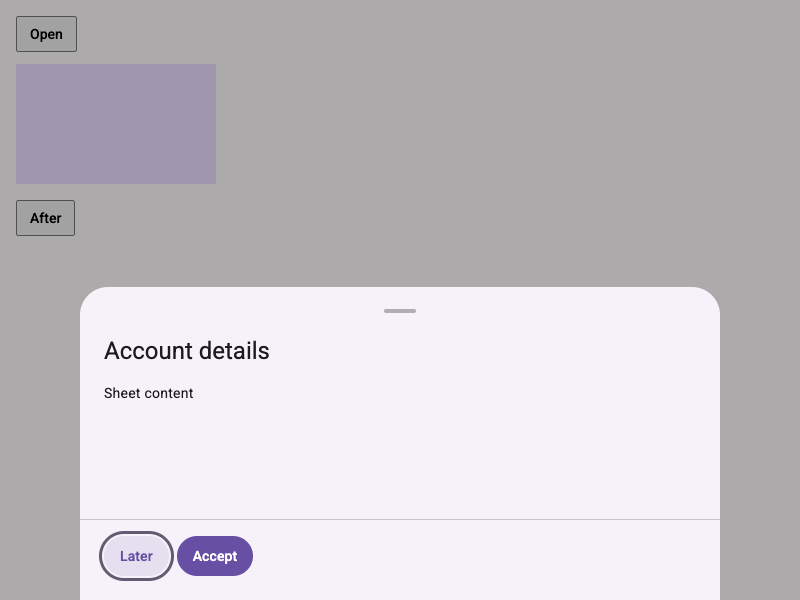 Open
After
Account details
Sheet content
Later
Accept